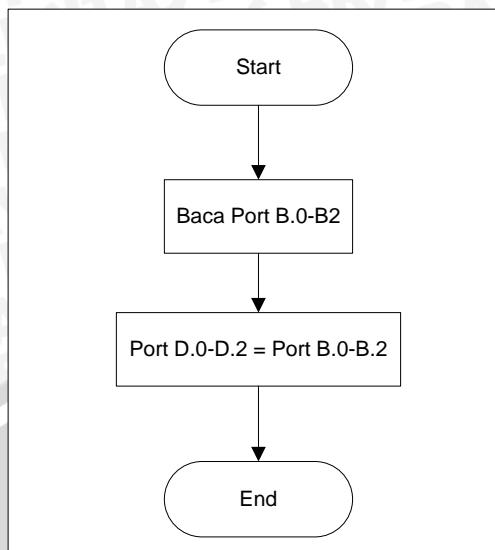 Start
Baca Port B.0-B2
Port D.0-D.2 = Port B.0-B.2
End